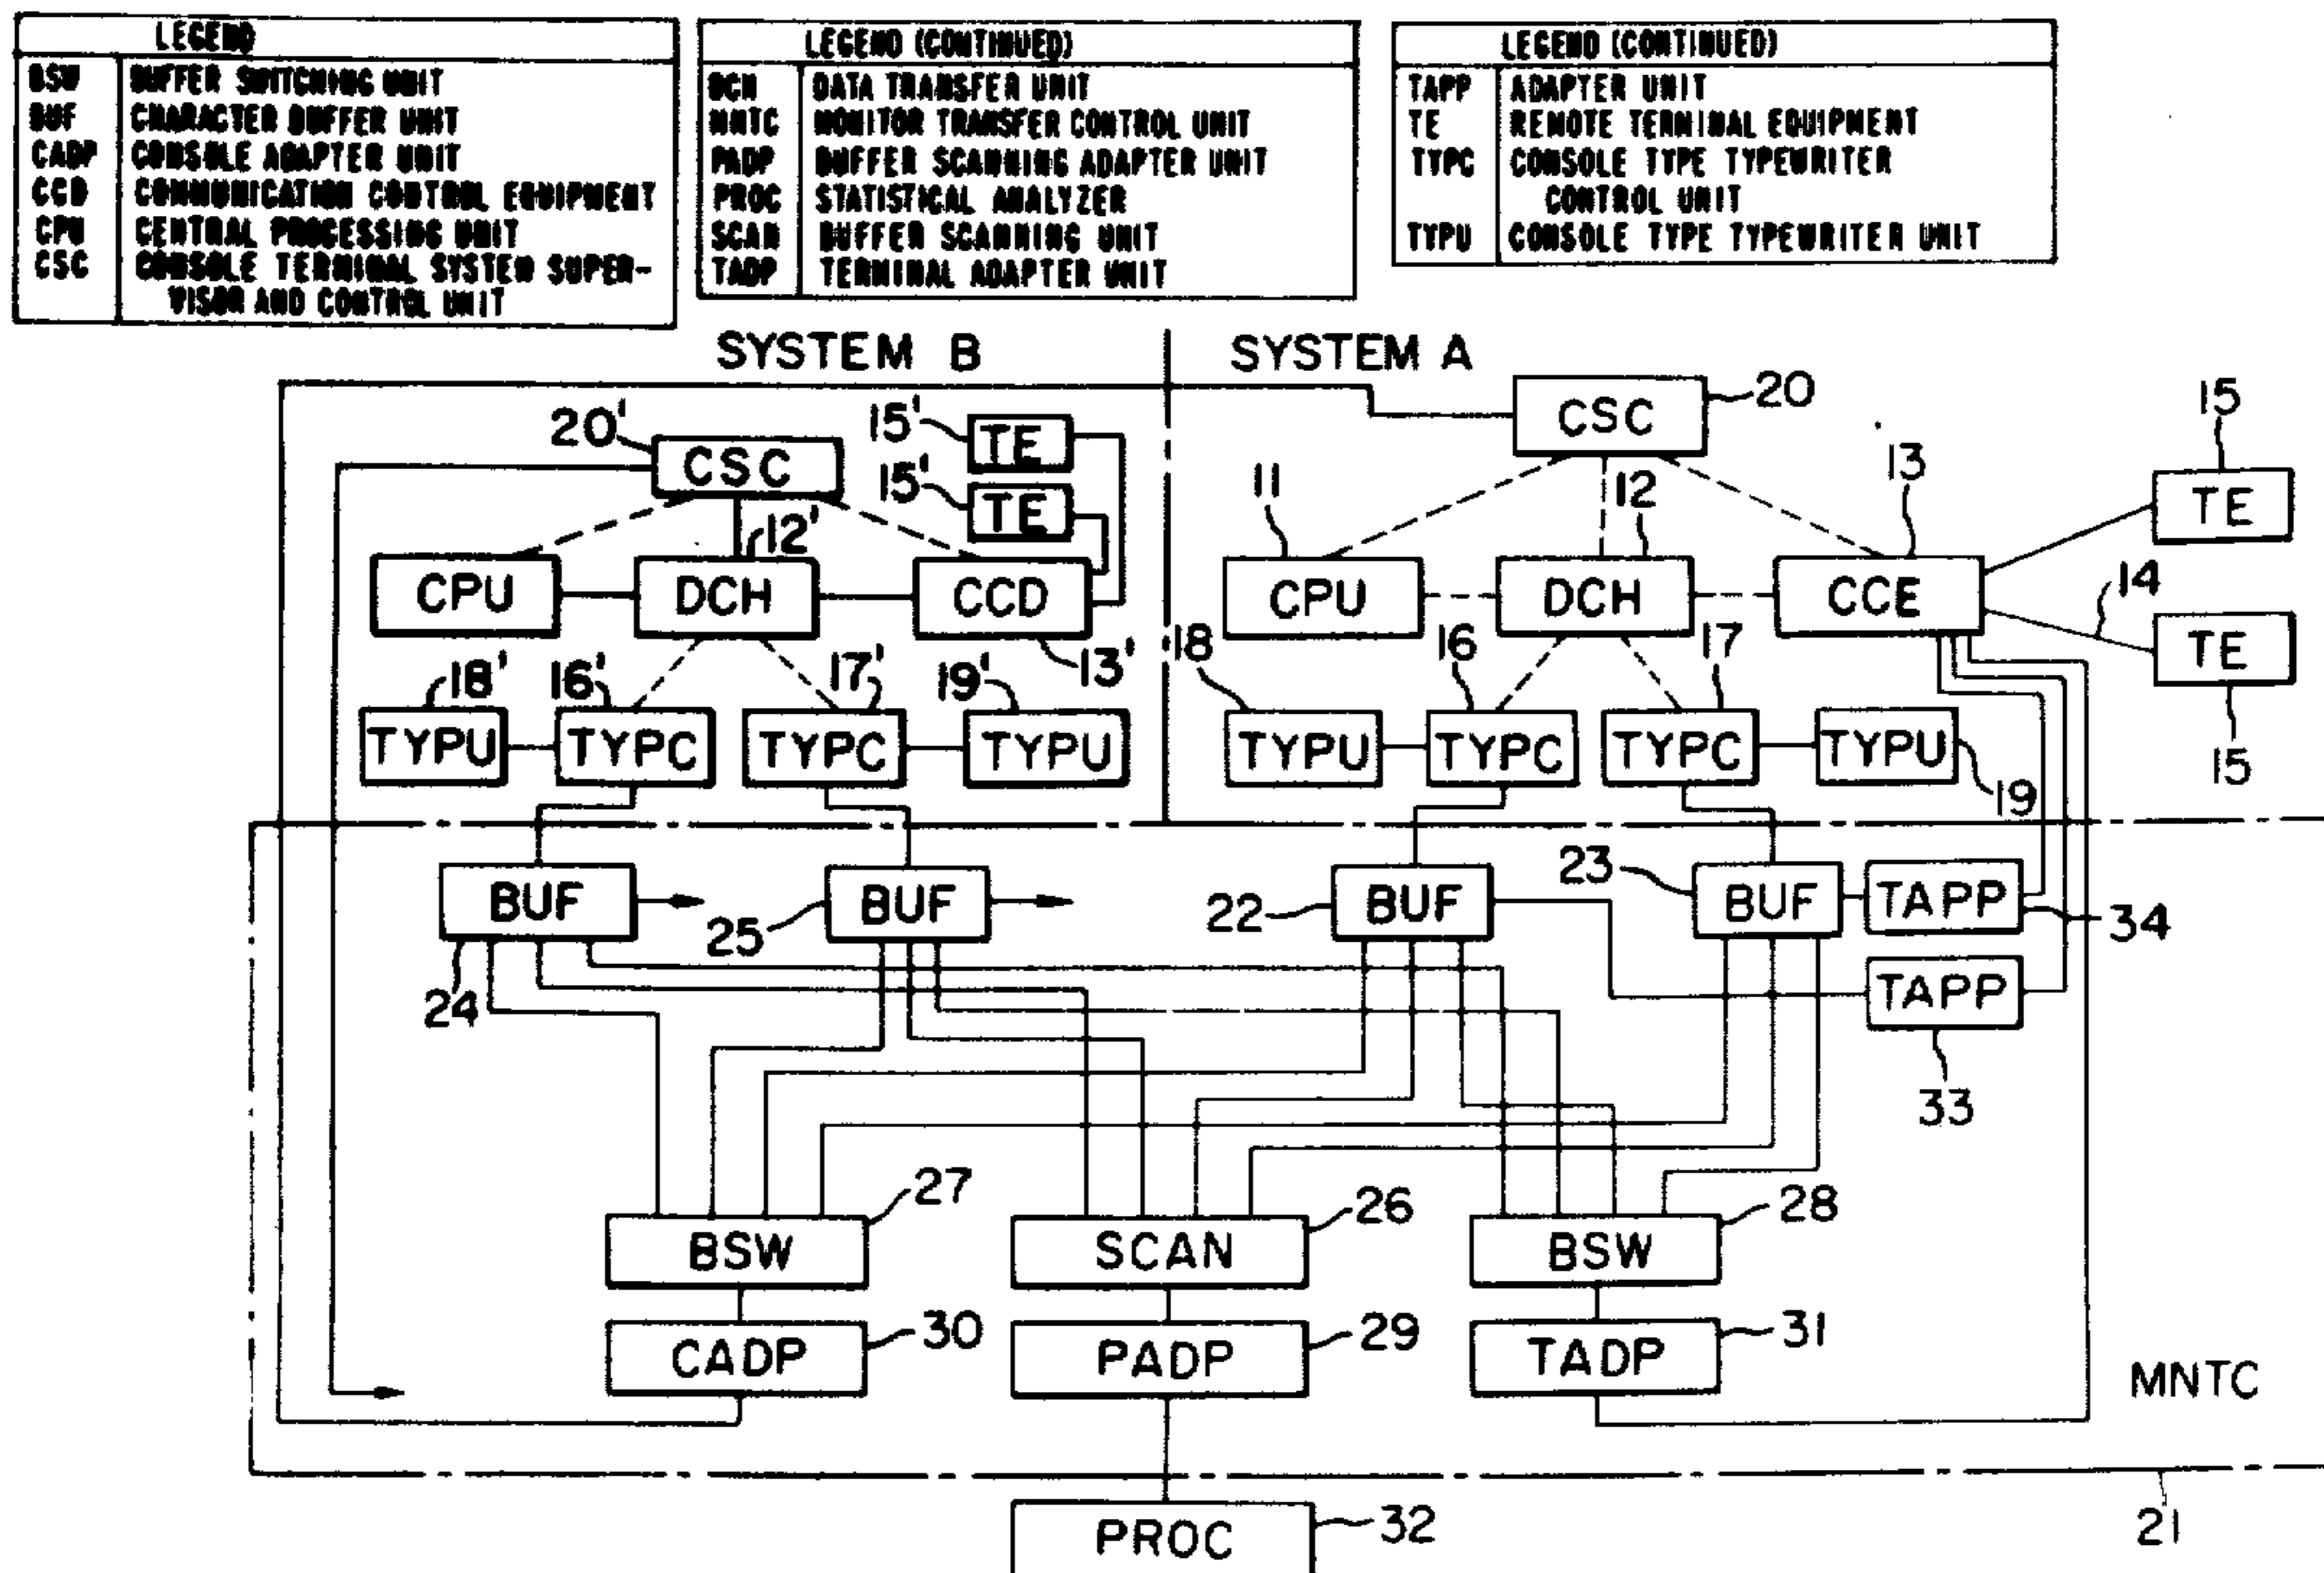 LEGEND
BSW BUFFER SWITCHING UNIT
BUF CHARACTER BUFFER UNIT
CADP CONSOLE ADAPTER UNIT
CCD COMMUNICATION CONTROL EQUIPMENT
CPU CENTRAL PROCESSING UNIT
CSC CONSOLE TERMINAL SYSTEM SUPER-
VISOR AND CONTROL UNIT
LEGEND (CONTINUED)
DCH DATA TRANSFER UNIT
MNTC MONITOR TRANSFER CONTROL UNIT
PADP BUFFER SCANNING ADAPTER UNIT
PROC STATISTICAL ANALYZER
SCAN BUFFER SCANNING UNIT
TADP TERMINAL ADAPTER UNIT
LEGEND (CONTINUED)
TAPP ADAPTER UNIT
TE REMOTE TERMINAL EQUIPMENT
TYPC CONSOLE TYPE TYPEWRITER
CONTROL UNIT
TYPU CONSOLE TYPE TYPEWRITER UNIT
SYSTEM B SYSTEM A
20' CSC 15' TE CSC 20 15
15' TE 11 12 13 TE
12' 14
CPU DCH CCD CPU DCH CCE
18' 16' 17' 19' 13' 18 16 17 TE
TYPU TYPC TYPC TYPU TYPU TYPC TYPC TYPU 15
19
BUF BUF BUF 23 BUF TAPP
24 25 22 34
TAPP
33
27 26 28
BSW SCAN BSW
CADP 30 PADP 29 TADP 31
MNTC
PROC 32 21